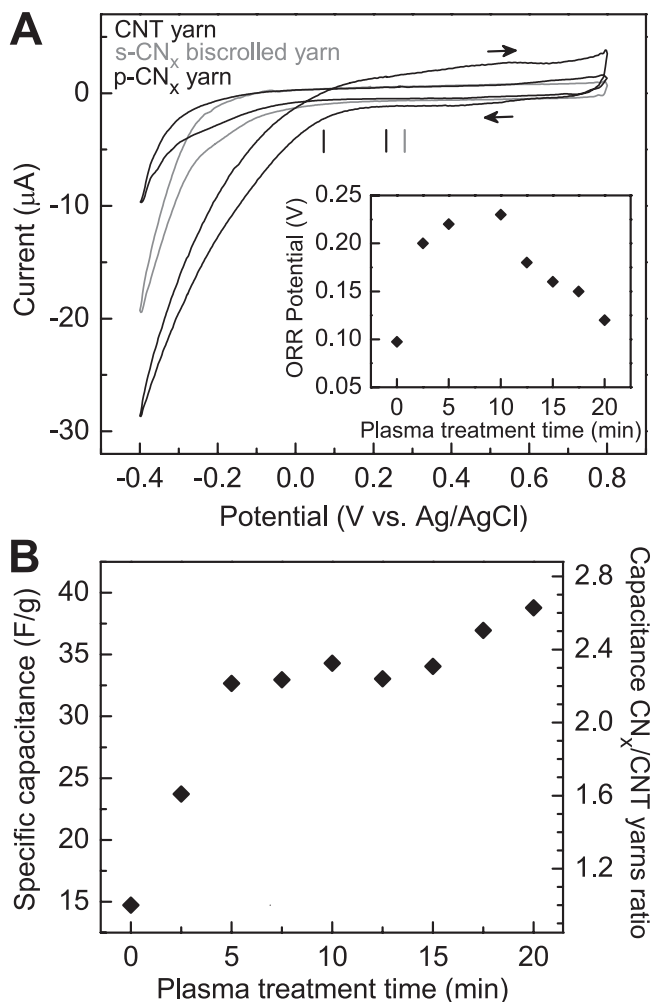 A
CNT yarn
s-CNx biscrolled yarn
p-CNx yarn
0
-10
-20
-30
Current (μA)
-0.4 -0.2 0.0 0.2 0.4 0.6 0.8
Potential (V vs. Ag/AgCl)
0.25
0.20
0.15
0.10
0.05
ORR Potential (V)
0 5 10 15 20
Plasma treatment time (min)
B
40
35
30
25
20
15
Specific capacitance (F/g)
2.8
2.4
2.0
1.6
1.2
Capacitance CNx/CNT yarns ratio
0 5 10 15 20
Plasma treatment time (min)